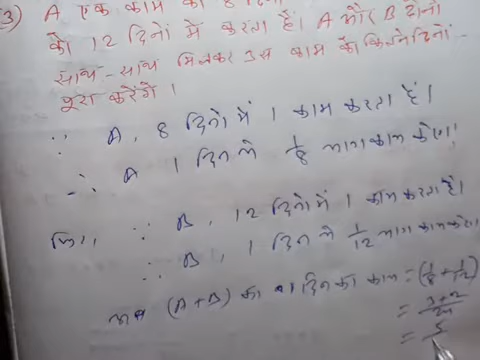 3) A एक काम को 8 दिनों
को 12 दिनों में करता है। A और B दोनों
साथ-साथ मिलकर उस काम को कितने दिनों
पूरा करेंगे।
∵ A, 8 दिनों में 1 काम करता है।
∴ A 1 दिन में 1/8 भाग काम करेगा
फिर, ∵ B, 12 दिनों में 1 काम करता है।
∴ B, 1 दिन में 1/12 भाग काम करेगा
(A+B) का 1 दिन का काम = (1/8 + 1/12)
= 3+2/24
= 5